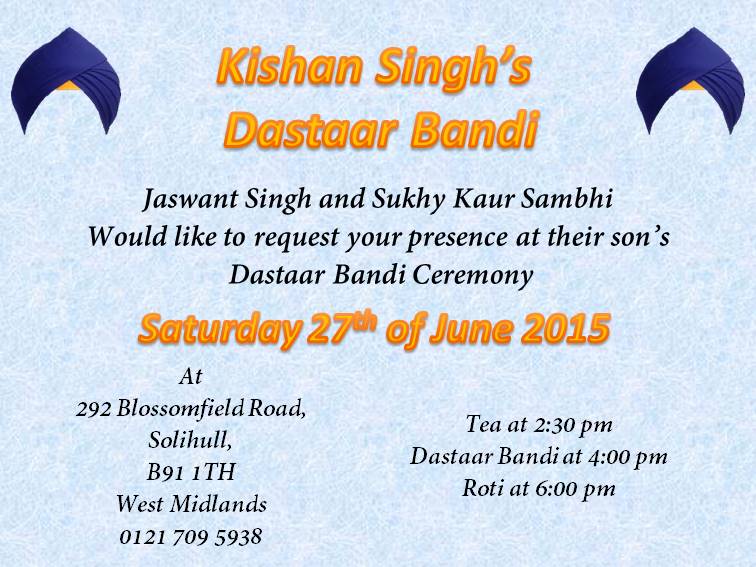 Kishan Singh’s
Dastaar Bandi
Jaswant Singh and Sukhy Kaur Sambhi
Would like to request your presence at their son’s
Dastaar Bandi Ceremony
Saturday 27th of June 2015
At
292 Blossomfield Road,
Solihull,
B91 1TH
West Midlands
0121 709 5938
Tea at 2:30 pm
Dastaar Bandi at 4:00 pm
Roti at 6:00 pm